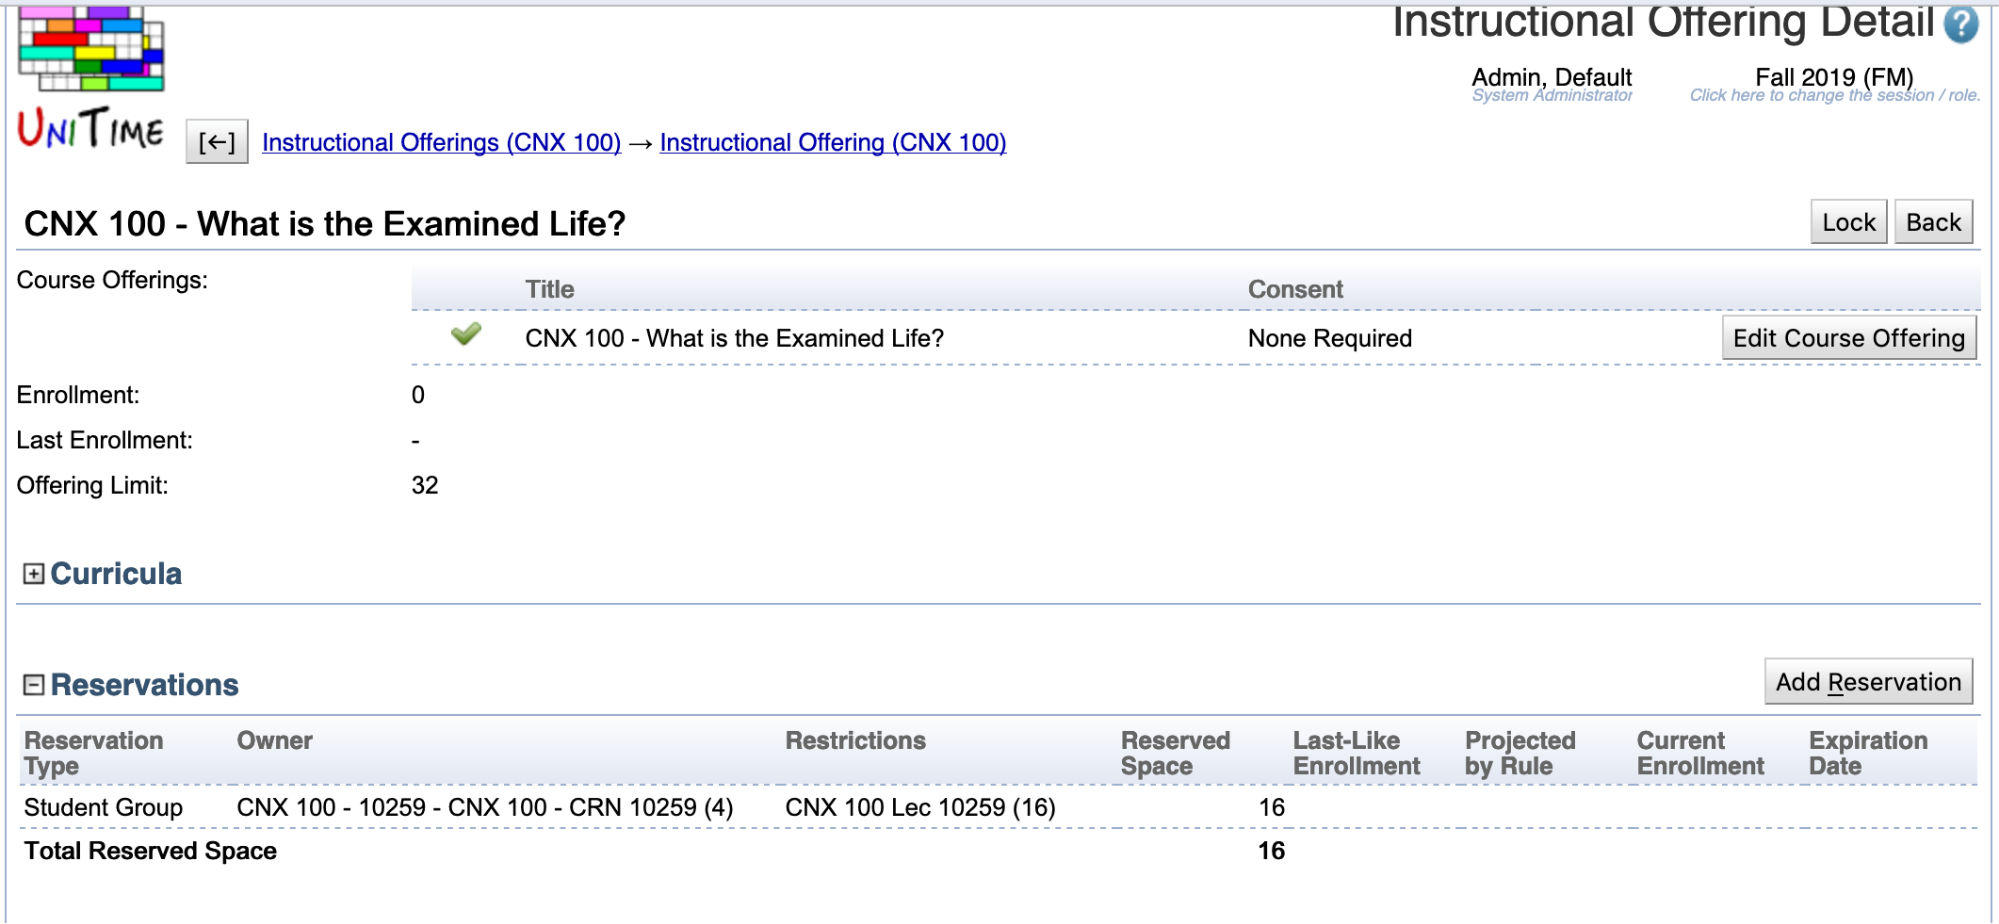 Instructional Offering Detail ?
Admin, Default
System Administrator
Fall 2019 (FM)
Click here to change the session / role.
UNITIME
[←] Instructional Offerings (CNX 100) → Instructional Offering (CNX 100)
CNX 100 - What is the Examined Life?
Lock Back
Course Offerings:
Title Consent
CNX 100 - What is the Examined Life? None Required Edit Course Offering
Enrollment: 0
Last Enrollment: -
Offering Limit: 32
Curricula
Reservations
Add Reservation
Reservation Type Owner Restrictions Reserved Space Last-Like Enrollment Projected by Rule Current Enrollment Expiration Date
Student Group CNX 100 - 10259 - CNX 100 - CRN 10259 (4) CNX 100 Lec 10259 (16) 16
Total Reserved Space 16